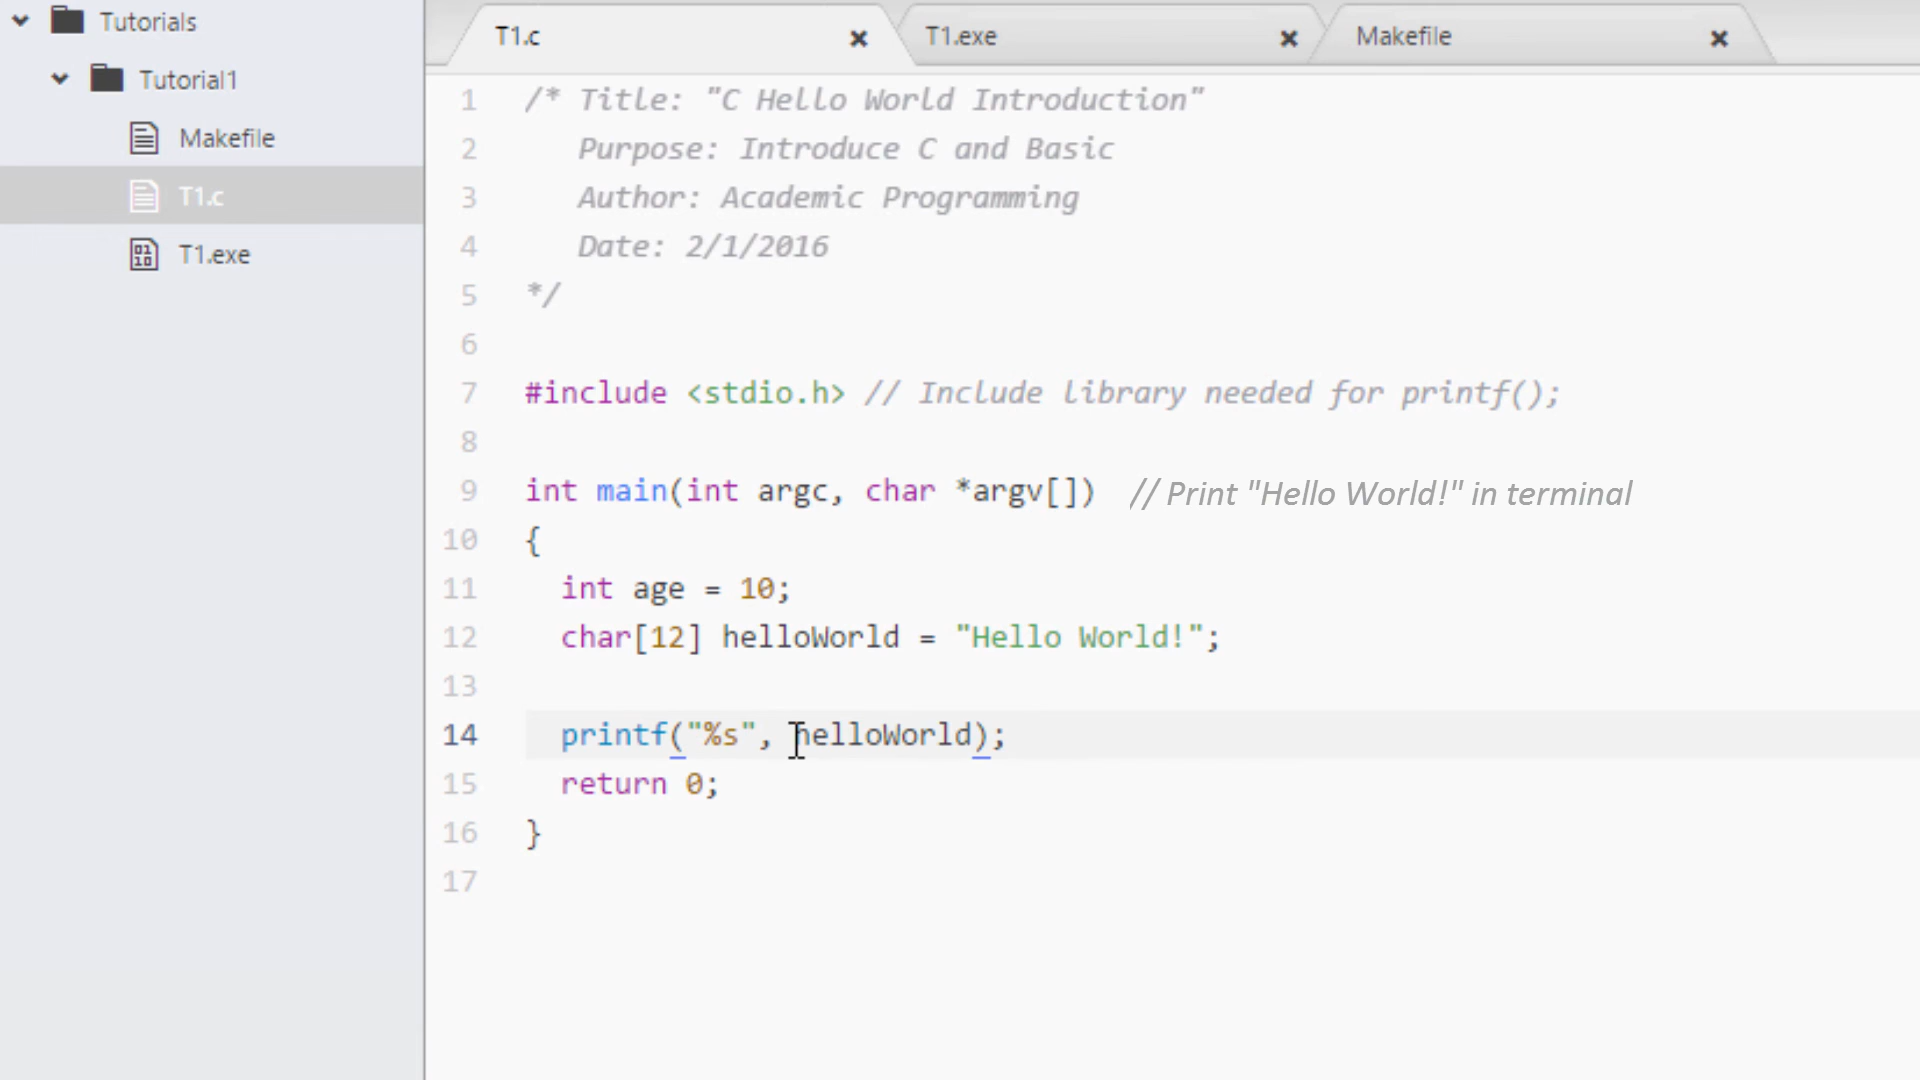 Tutorials
Tutorial1
Makefile
T1.c
T1.exe
T1.c
T1.exe
Makefile
1 /* Title: "C Hello World Introduction"
2 Purpose: Introduce C and Basic
3 Author: Academic Programming
4 Date: 2/1/2016
5 */
6
7 #include <stdio.h> // Include library needed for printf();
8
9 int main(int argc, char *argv[]) // Print "Hello World!" in terminal
10 {
11 int age = 10;
12 char[12] helloWorld = "Hello World!";
13
14 printf("%s", helloWorld);
15 return 0;
16 }
17